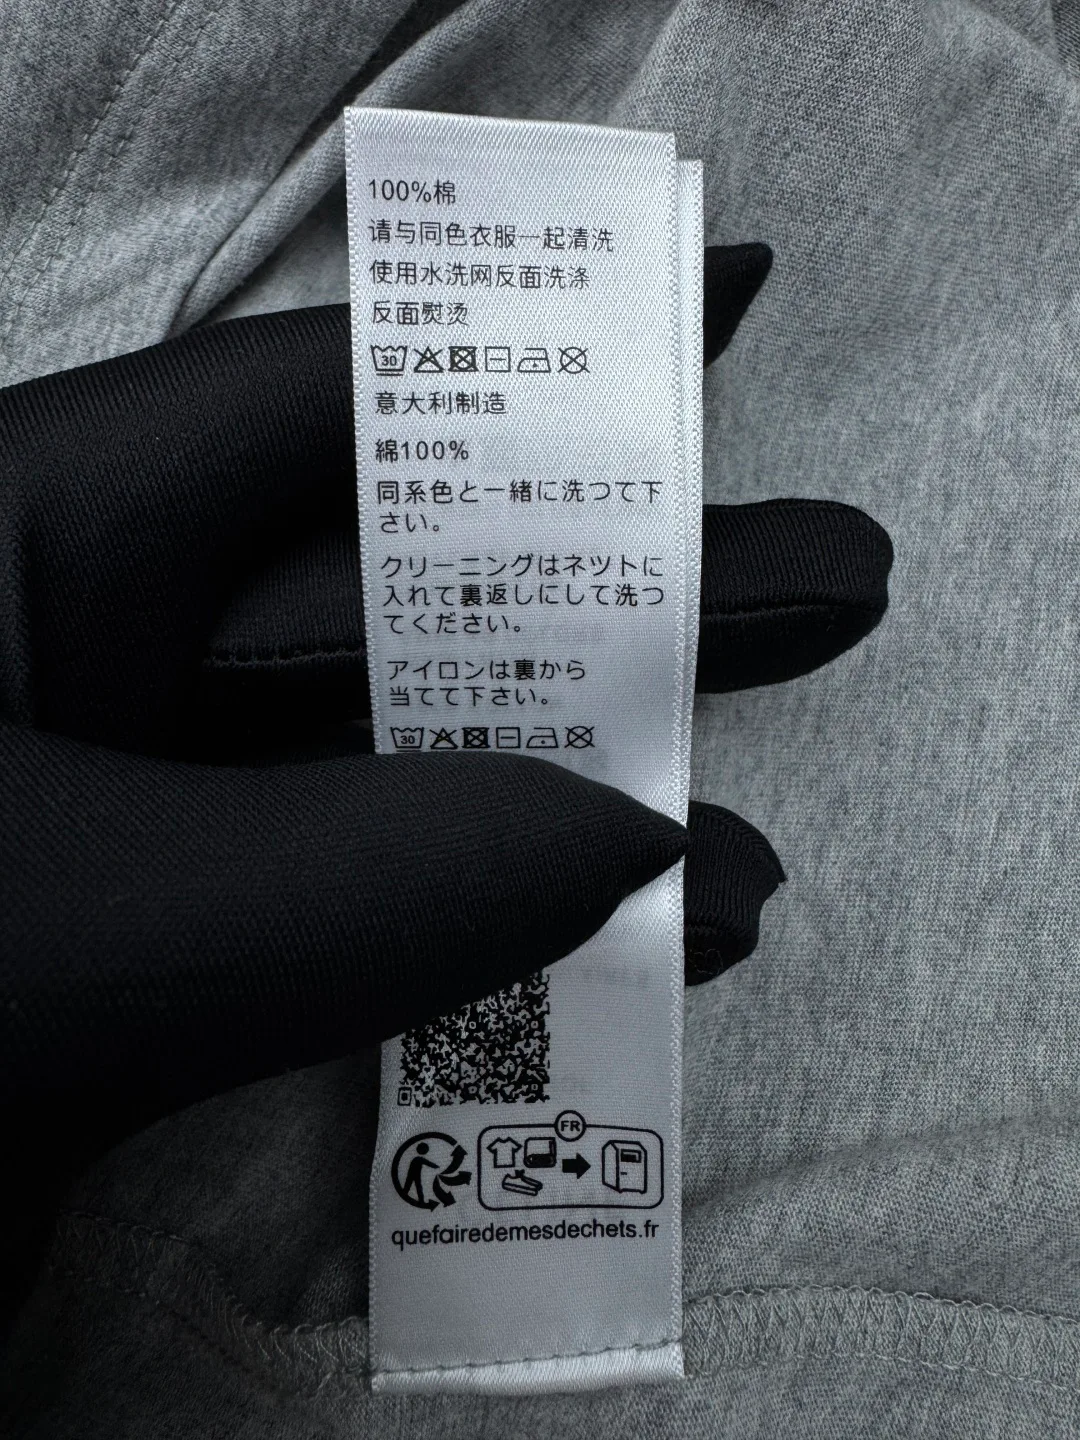 100%棉
请与同色衣服一起清洗
使用水洗网反面洗涤
反面熨烫
30
意大利制造
綿100%
同系色と一緒に洗つて下
さい。
クリーニングはネツトに
入れて裏返しにして洗つ
てください。
アイロンは裏から
当てて下さい。
30
FR
quefairedemesdechets.fr